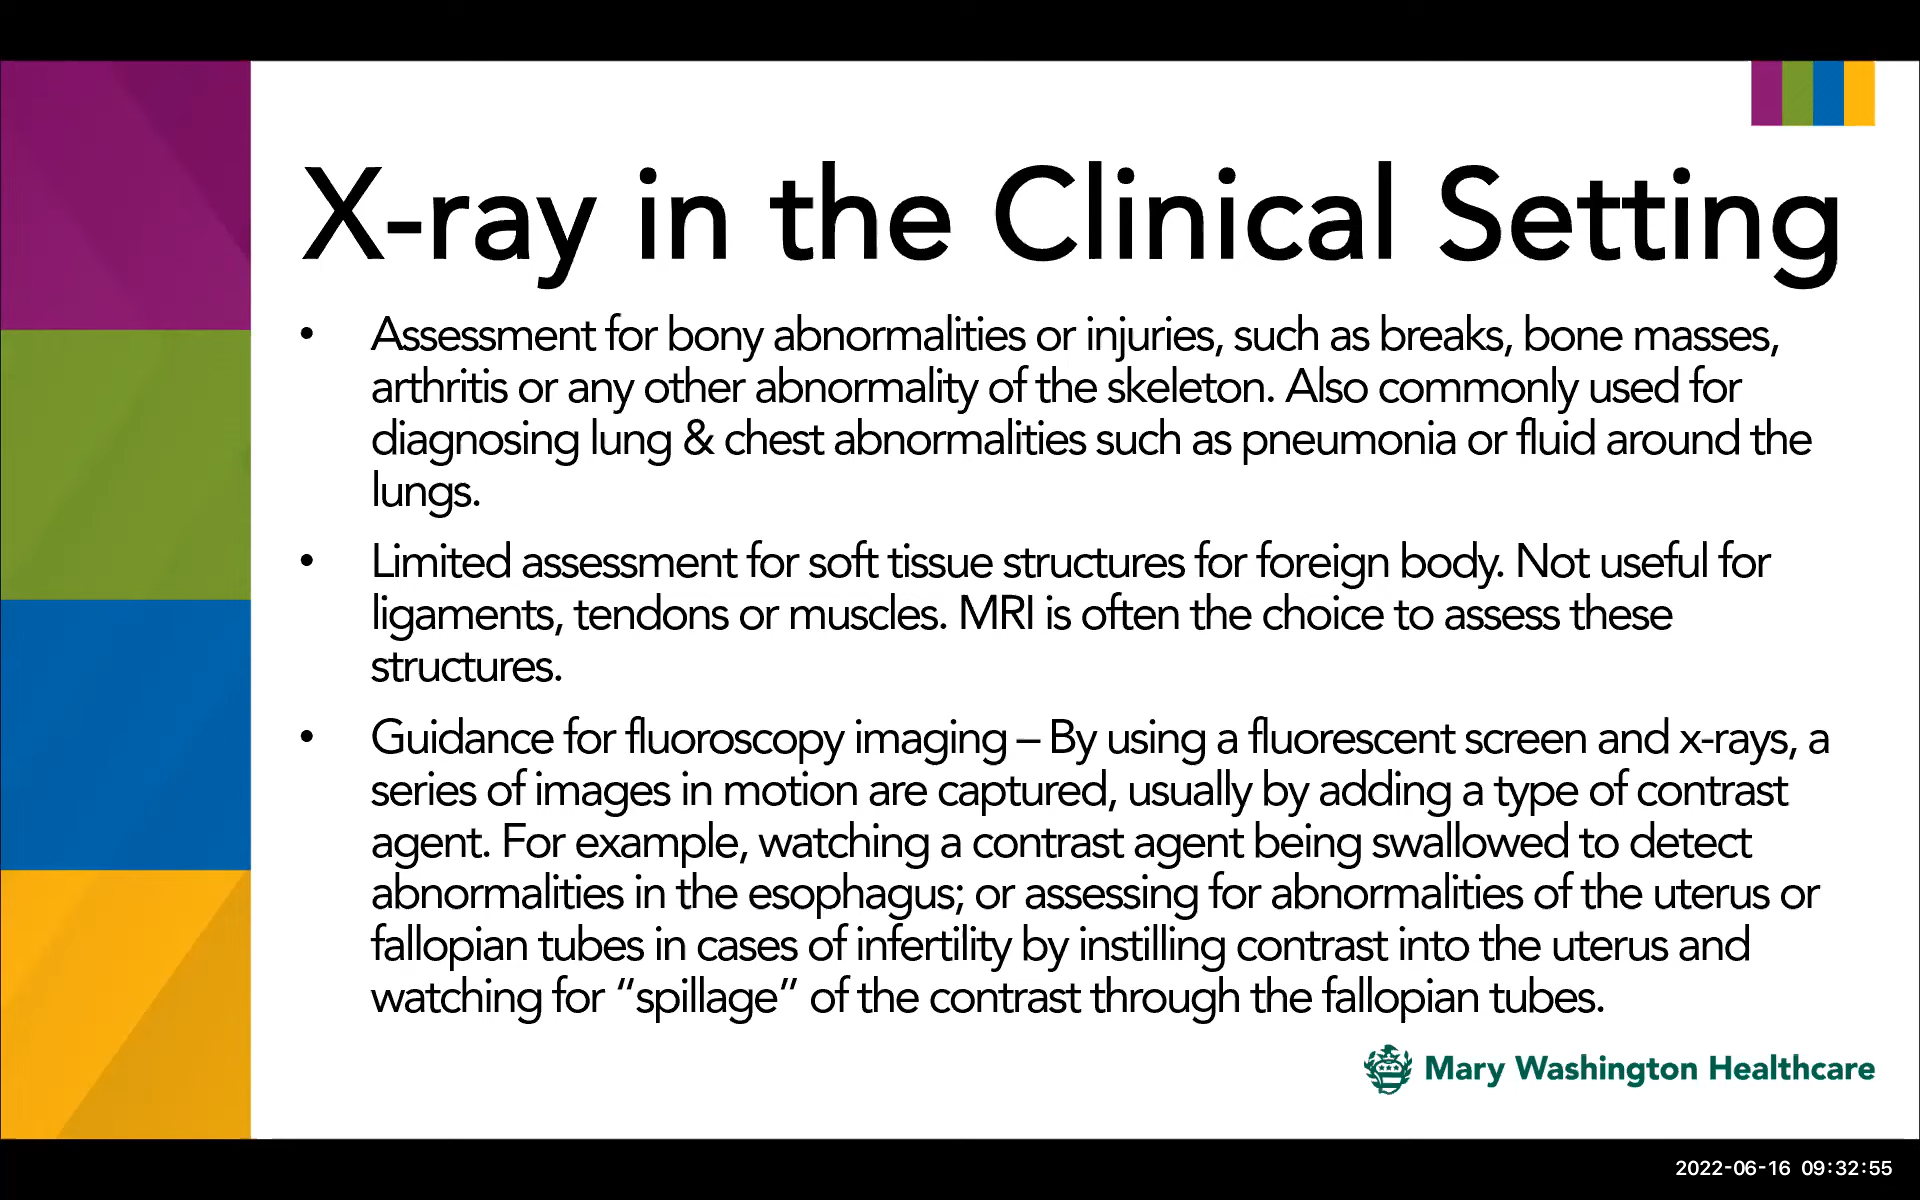 X-ray in the Clinical Setting
• Assessment for bony abnormalities or injuries, such as breaks, bone masses,
arthritis or any other abnormality of the skeleton. Also commonly used for
diagnosing lung & chest abnormalities such as pneumonia or fluid around the
lungs.
• Limited assessment for soft tissue structures for foreign body. Not useful for
ligaments, tendons or muscles. MRI is often the choice to assess these
structures.
• Guidance for fluoroscopy imaging – By using a fluorescent screen and x-rays, a
series of images in motion are captured, usually by adding a type of contrast
agent. For example, watching a contrast agent being swallowed to detect
abnormalities in the esophagus; or assessing for abnormalities of the uterus or
fallopian tubes in cases of infertility by instilling contrast into the uterus and
watching for “spillage” of the contrast through the fallopian tubes.
Mary Washington Healthcare
2022-06-16 09:32:55